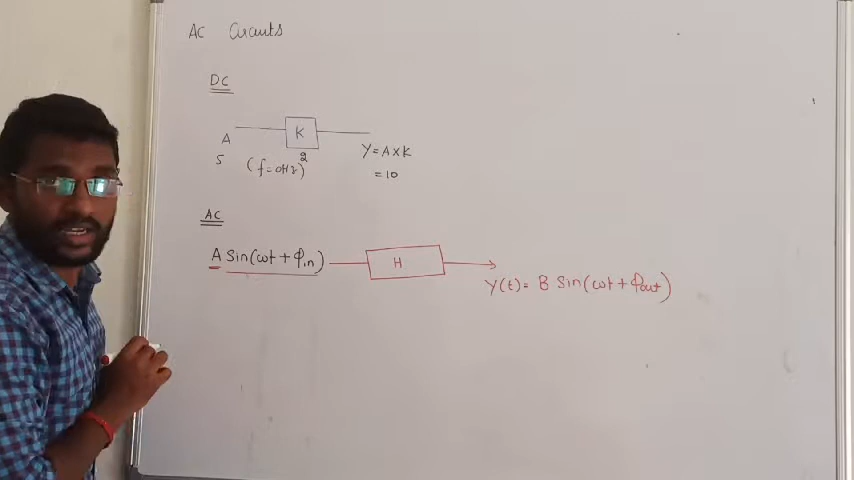 AC Circuits
DC
K
A
5
(f=0Hz)
2
Y=A×K
=10
AC
A Sin(ωt+ϕin)
H
Y(t)= B Sin(ωt+ϕout)